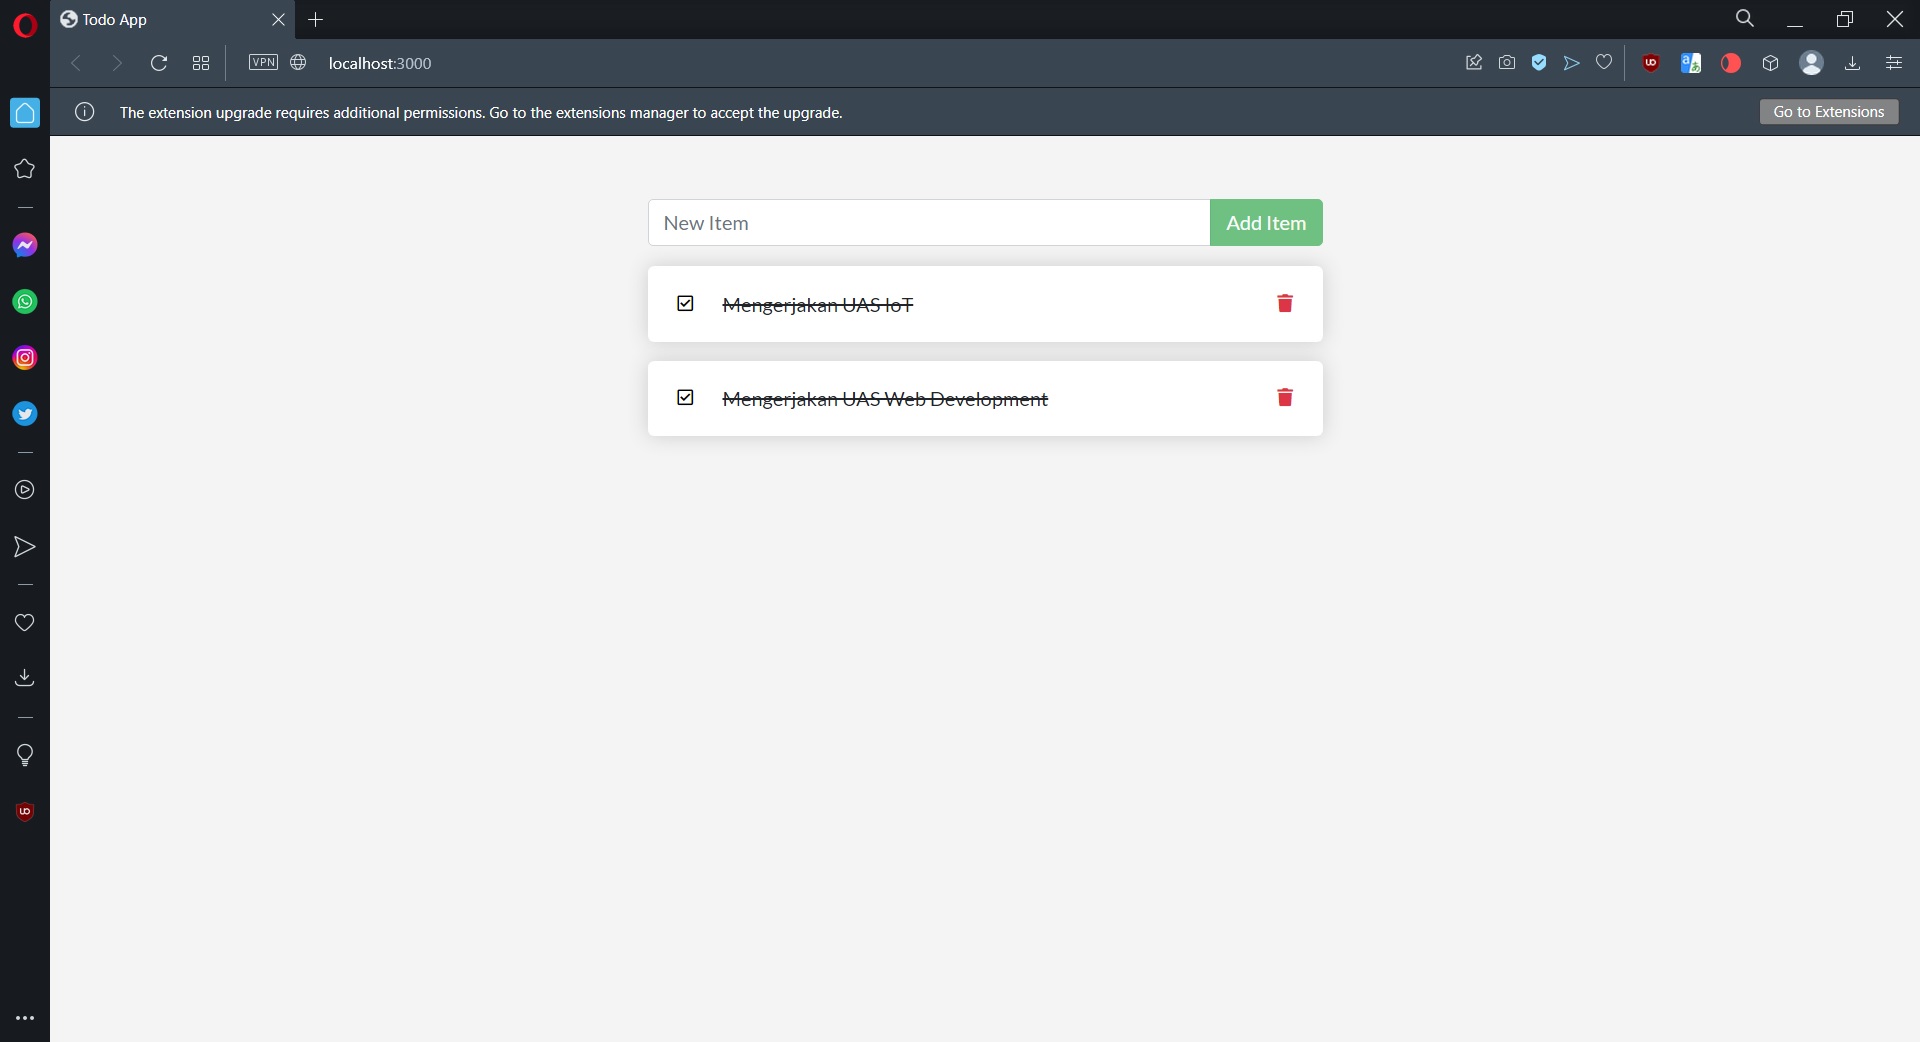 Todo App
VPN
localhost:3000
The extension upgrade requires additional permissions. Go to the extensions manager to accept the upgrade.
Go to Extensions
New Item
Add Item
Mengerjakan UAS IoT
Mengerjakan UAS Web Development